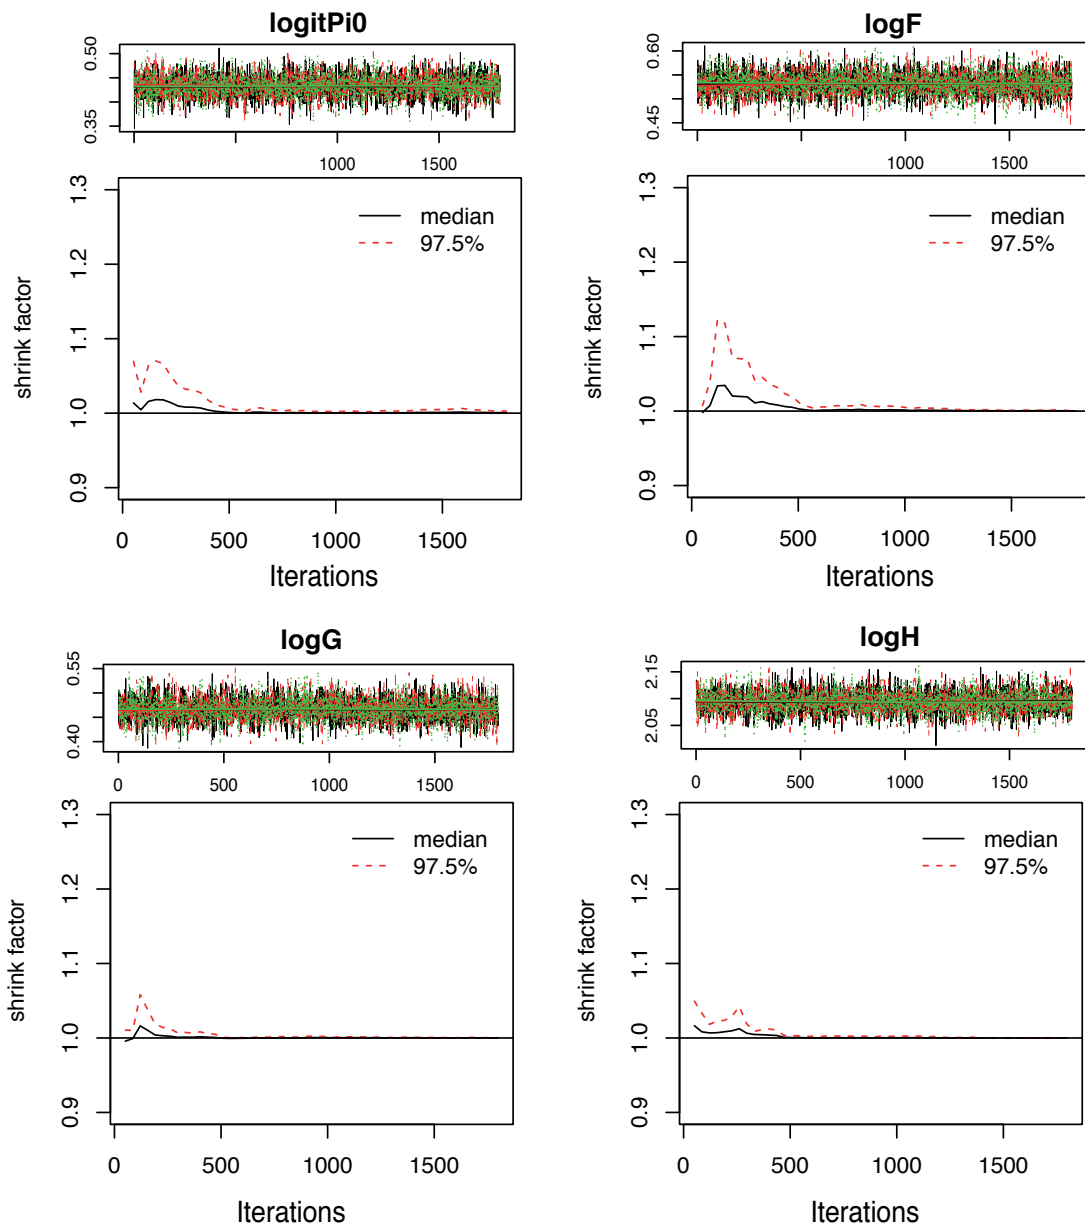 logitPi0
0.50
0.35
1000 1500
1.3
1.2
1.1
1.0
0.9
shrink factor
median
97.5%
0 500 1000 1500
Iterations
logF
0.60
0.45
1000 1500
1.3
1.2
1.1
1.0
0.9
shrink factor
median
97.5%
0 500 1000 1500
Iterations
logG
0.55
0.40
0 500 1000 1500
1.3
1.2
1.1
1.0
0.9
shrink factor
median
97.5%
0 500 1000 1500
Iterations
logH
2.15
2.05
0 500 1000 1500
1.3
1.2
1.1
1.0
0.9
shrink factor
median
97.5%
0 500 1000 1500
Iterations